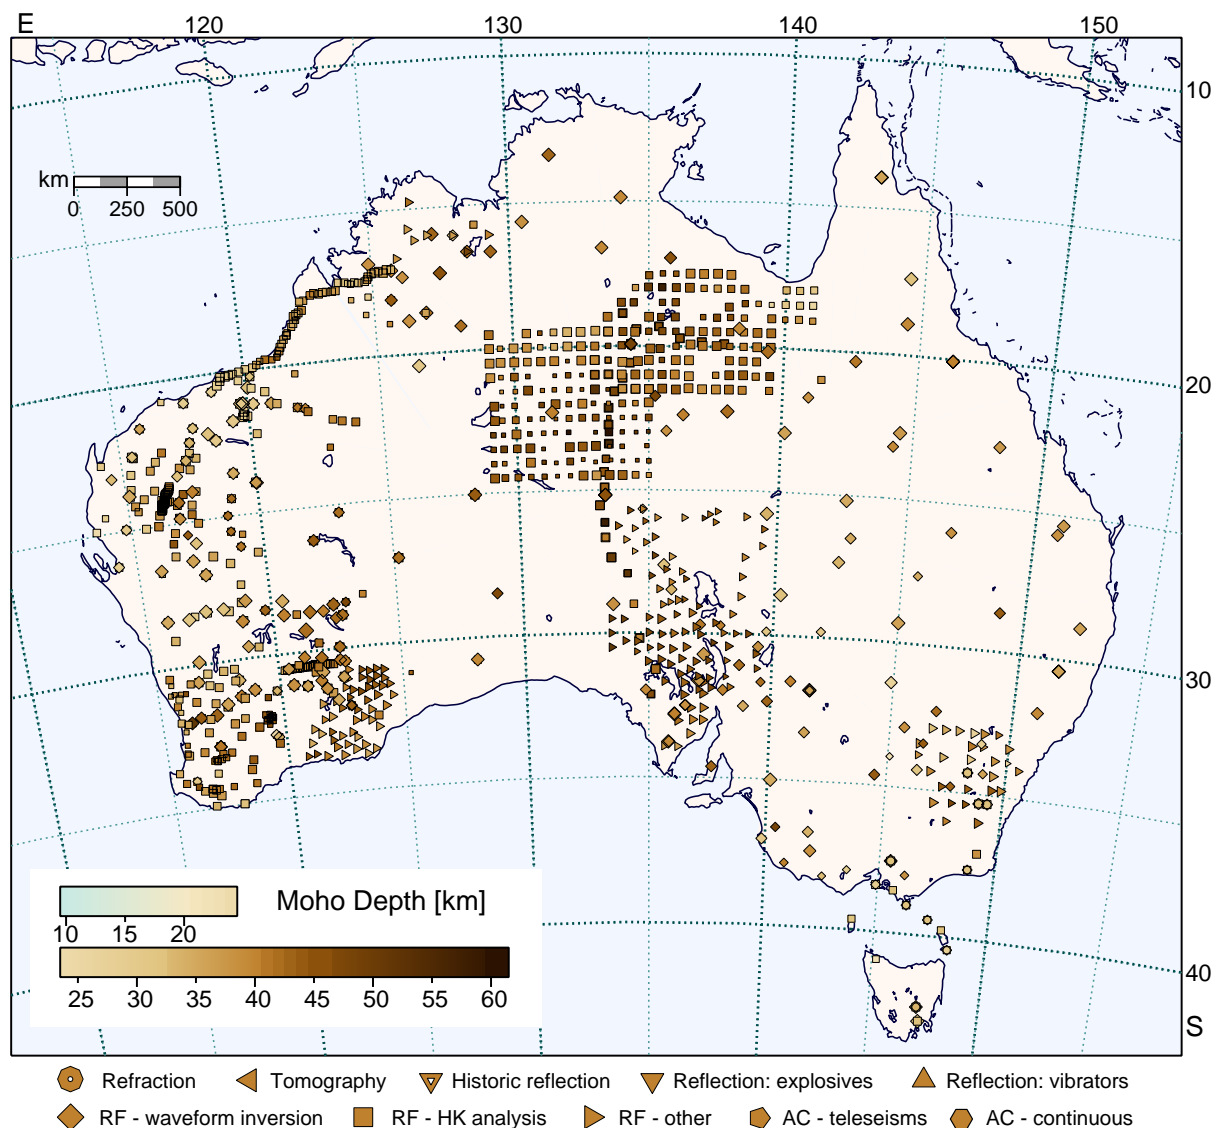 E 120 130 140 150
10
km
0 250 500
20
30
Moho Depth [km]
10 15 20
25 30 35 40 45 50 55 60
40
S
Refraction Tomography Historic reflection Reflection: explosives Reflection: vibrators
RF - waveform inversion RF - HK analysis RF - other AC - teleseisms AC - continuous